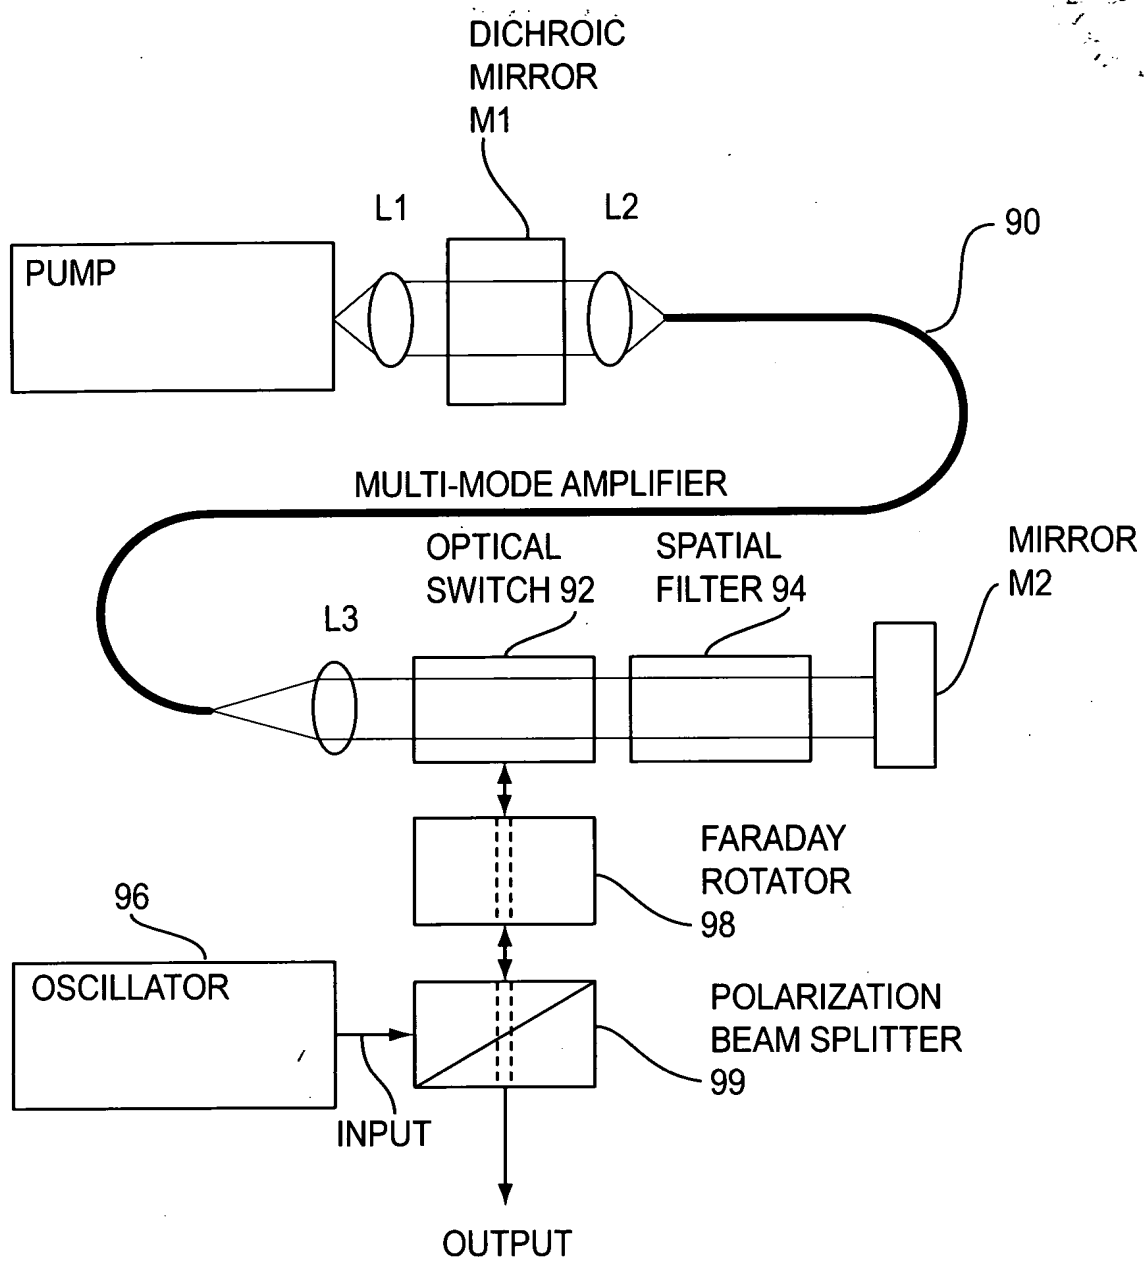 DICHROIC
MIRROR
M1
L1
L2
90
PUMP
MULTI-MODE AMPLIFIER
OPTICAL
SWITCH 92
SPATIAL
FILTER 94
MIRROR
M2
L3
FARADAY
ROTATOR
98
96
OSCILLATOR
POLARIZATION
BEAM SPLITTER
99
INPUT
OUTPUT